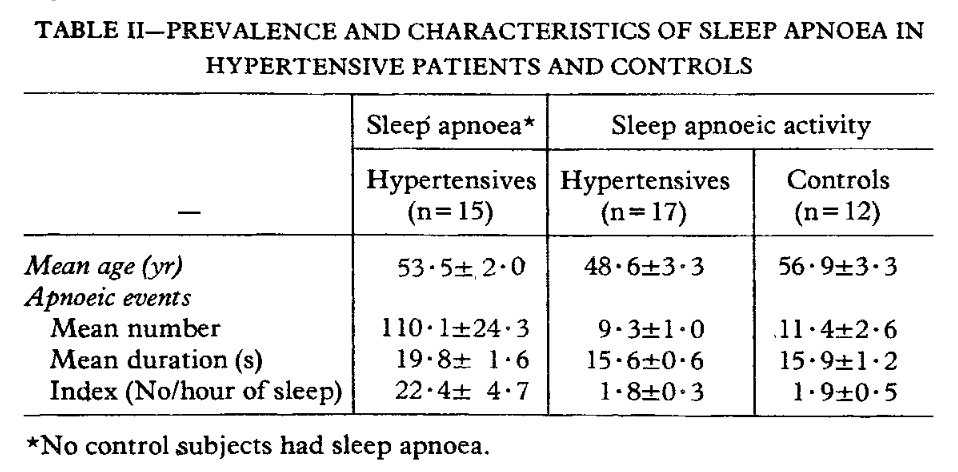 TABLE II—PREVALENCE AND CHARACTERISTICS OF SLEEP APNOEA IN
HYPERTENSIVE PATIENTS AND CONTROLS
Sleep apnoea* Sleep apnoeic activity
Hypertensives Hypertensives Controls
— (n=15) (n=17) (n=12)
Mean age (yr) 53·5± 2·0 48·6±3·3 56·9±3·3
Apnoeic events
Mean number 110·1±24·3 9·3±1·0 11·4±2·6
Mean duration (s) 19·8± 1·6 15·6±0·6 15·9±1·2
Index (No/hour of sleep) 22·4± 4·7 1·8±0·3 1·9±0·5
*No control subjects had sleep apnoea.